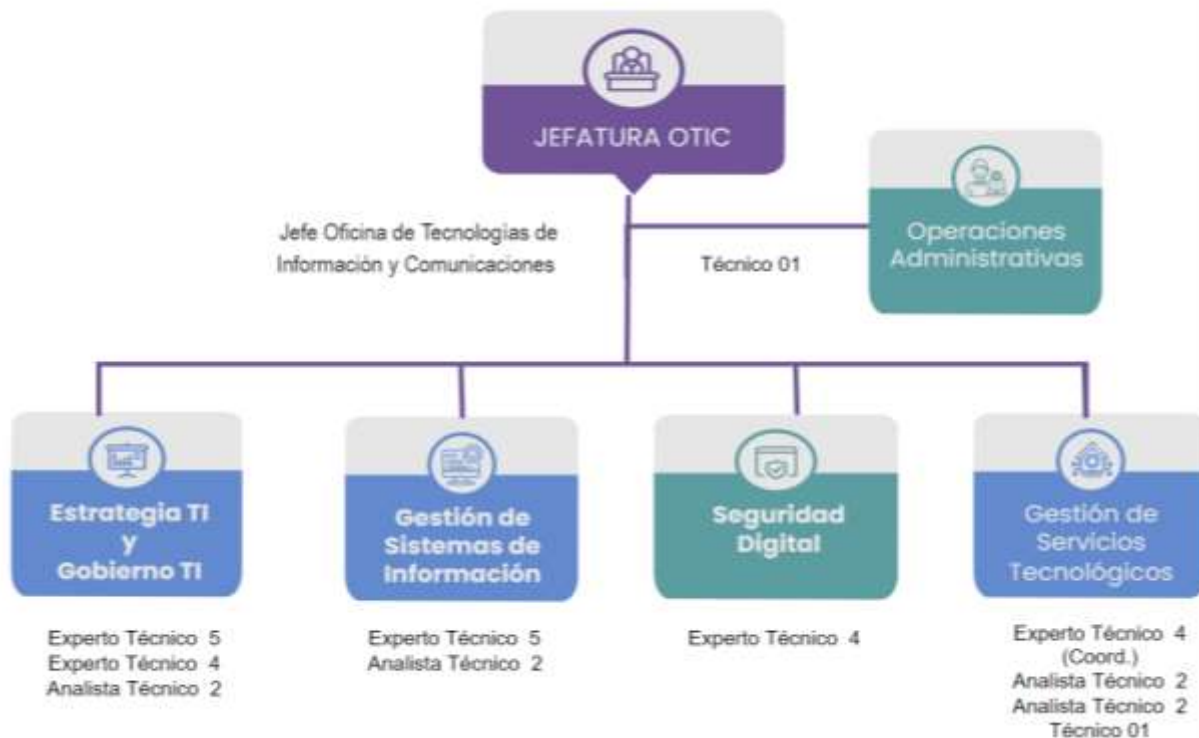 JEFATURA OTIC
Operaciones
Administrativas
Jefe Oficina de Tecnologías de
Información y Comunicaciones
Técnico 01
Estrategia TI
y
Gobierno TI
Experto Técnico 5
Experto Técnico 4
Analista Técnico 2
Gestión de
Sistemas de
Información
Experto Técnico 5
Analista Técnico 2
Seguridad
Digital
Experto Técnico 4
Gestión de
Servicios
Tecnológicos
Experto Técnico 4
(Coord.)
Analista Técnico 2
Analista Técnico 2
Técnico 01